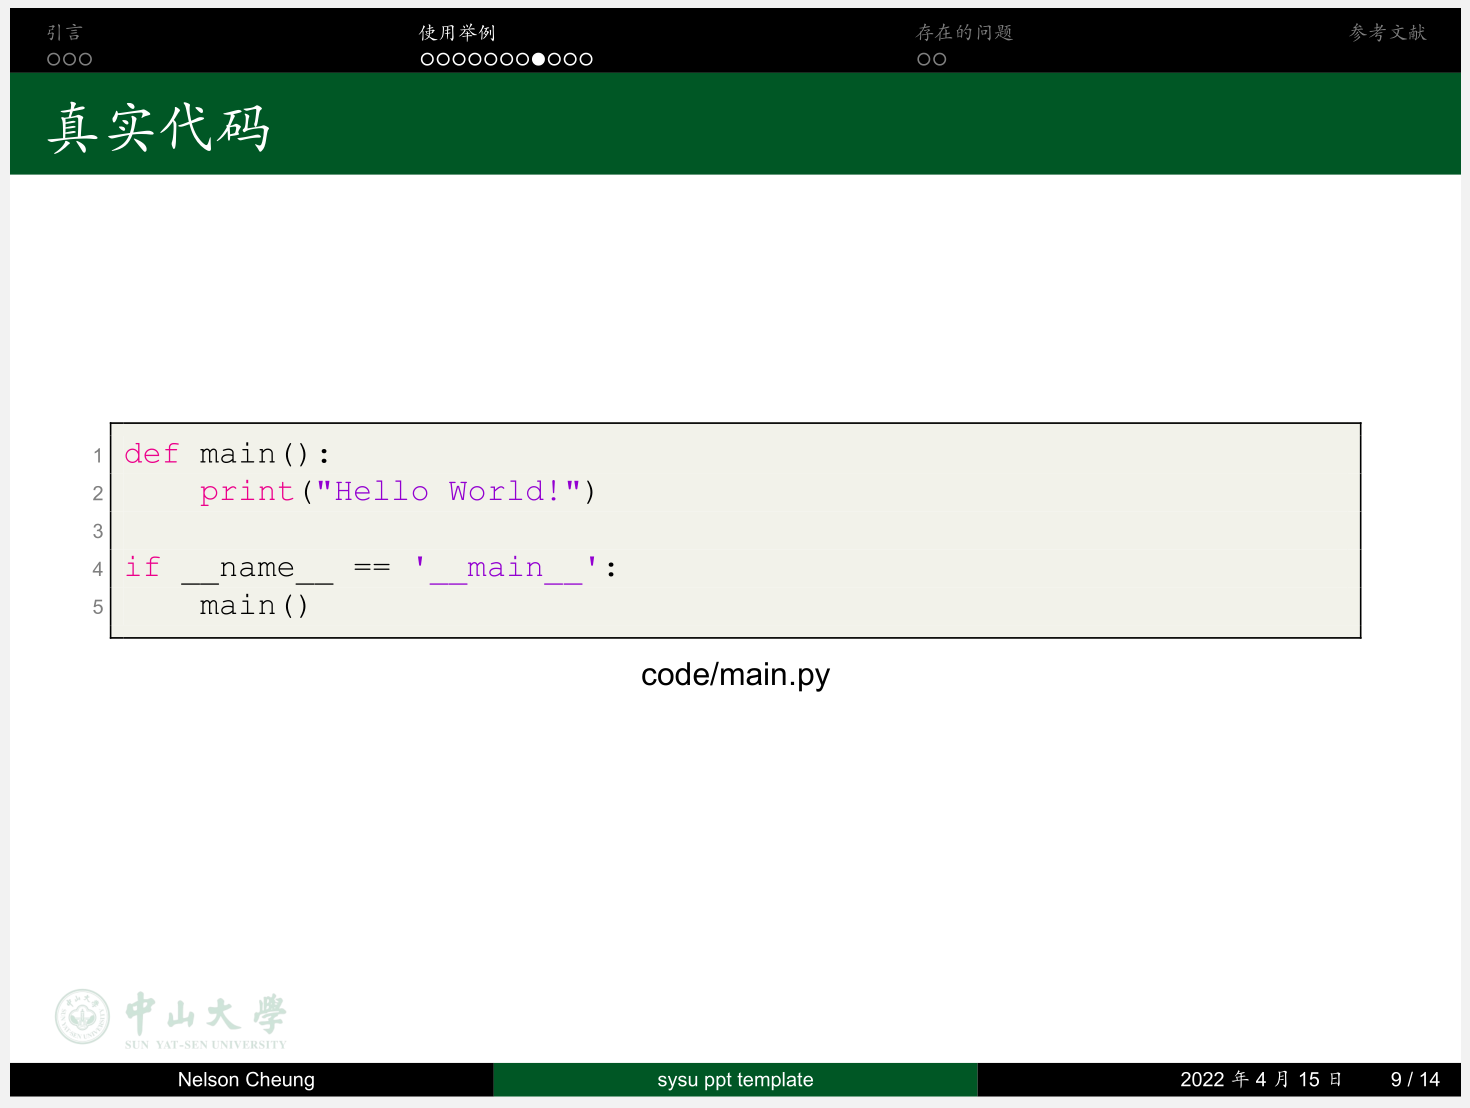 引言 使用举例 存在的问题 参考文献
真实代码
1 def main():
2     print("Hello World!")
3
4 if __name__ == '__main__':
5     main()
code/main.py
中山大學
SUN YAT-SEN UNIVERSITY
Nelson Cheung sysu ppt template 2022 年 4 月 15 日 9 / 14